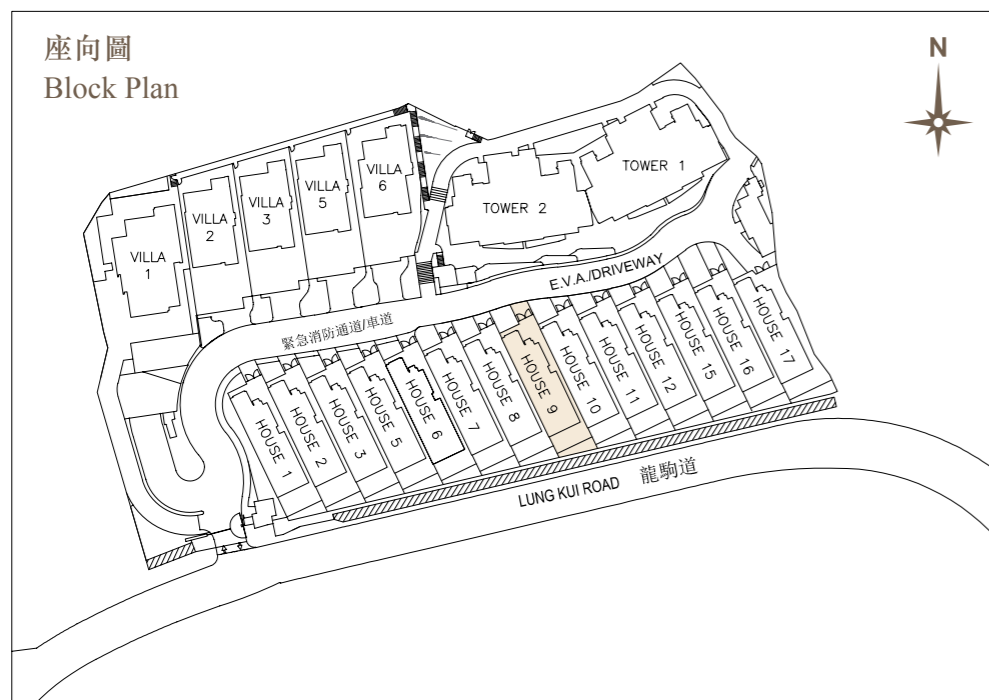 座向圖
Block Plan
N
VILLA
1
VILLA
2
VILLA
3
VILLA
5
VILLA
6
TOWER 2
TOWER 1
E.V.A./DRIVEWAY
緊急消防通道/車道
HOUSE 1
HOUSE 2
HOUSE 3
HOUSE 5
HOUSE 6
HOUSE 7
HOUSE 8
HOUSE 9
HOUSE 10
HOUSE 11
HOUSE 12
HOUSE 15
HOUSE 16
HOUSE 17
LUNG KUI ROAD 龍駒道